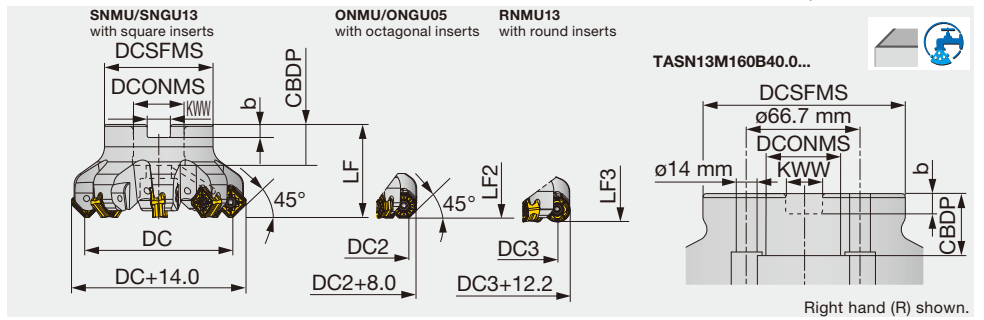 SNMU/SNGU13
with square inserts
DCSFMS
DCONMS
KWW
b
CBDP
LF
45°
DC
DC+14.0
ONMU/ONGU05
with octagonal inserts
LF2
45°
DC2
DC2+8.0
RNMU13
with round inserts
LF3
DC3
DC3+12.2
TASN13M160B40.0...
DCSFMS
ø66.7 mm
DCONMS
ø14 mm
KWW
b
CBDP
Right hand (R) shown.